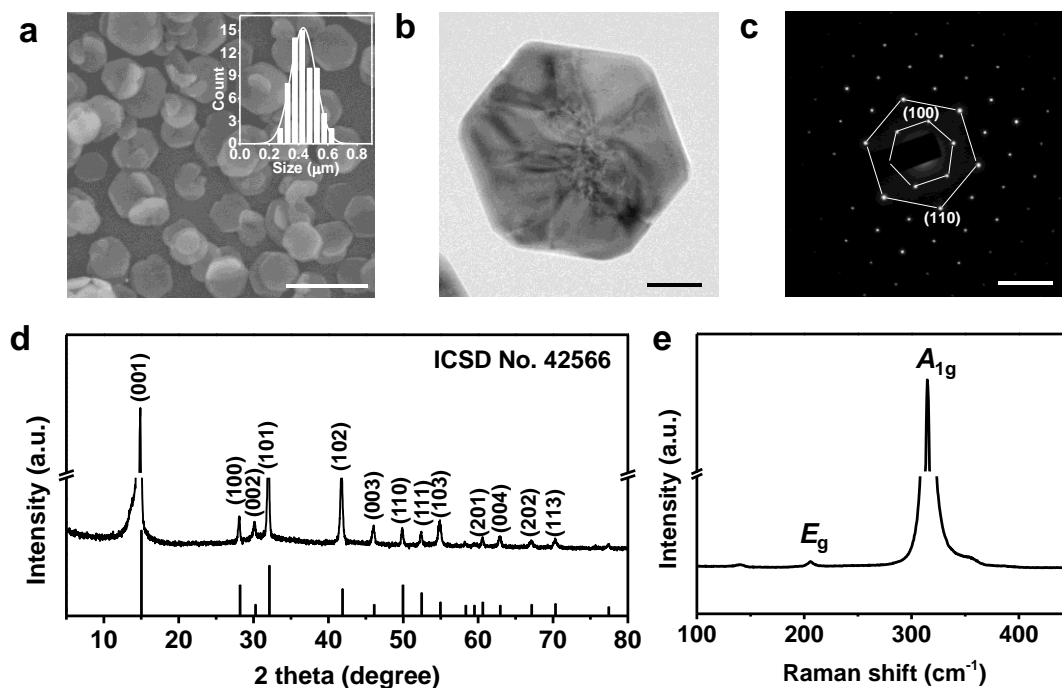 a
15
12
9
6
3
0
Count
0.0 0.2 0.4 0.6 0.8
Size (μm)
b
c
(100)
(110)
d
ICSD No. 42566
(001)
(100)
(002)
(101)
(102)
(003)
(110)
(111)
(103)
(201)
(004)
(202)
(113)
Intensity (a.u.)
10 20 30 40 50 60 70 80
2 theta (degree)
e
A1g
Eg
Intensity (a.u.)
100 200 300 400
Raman shift (cm-1)